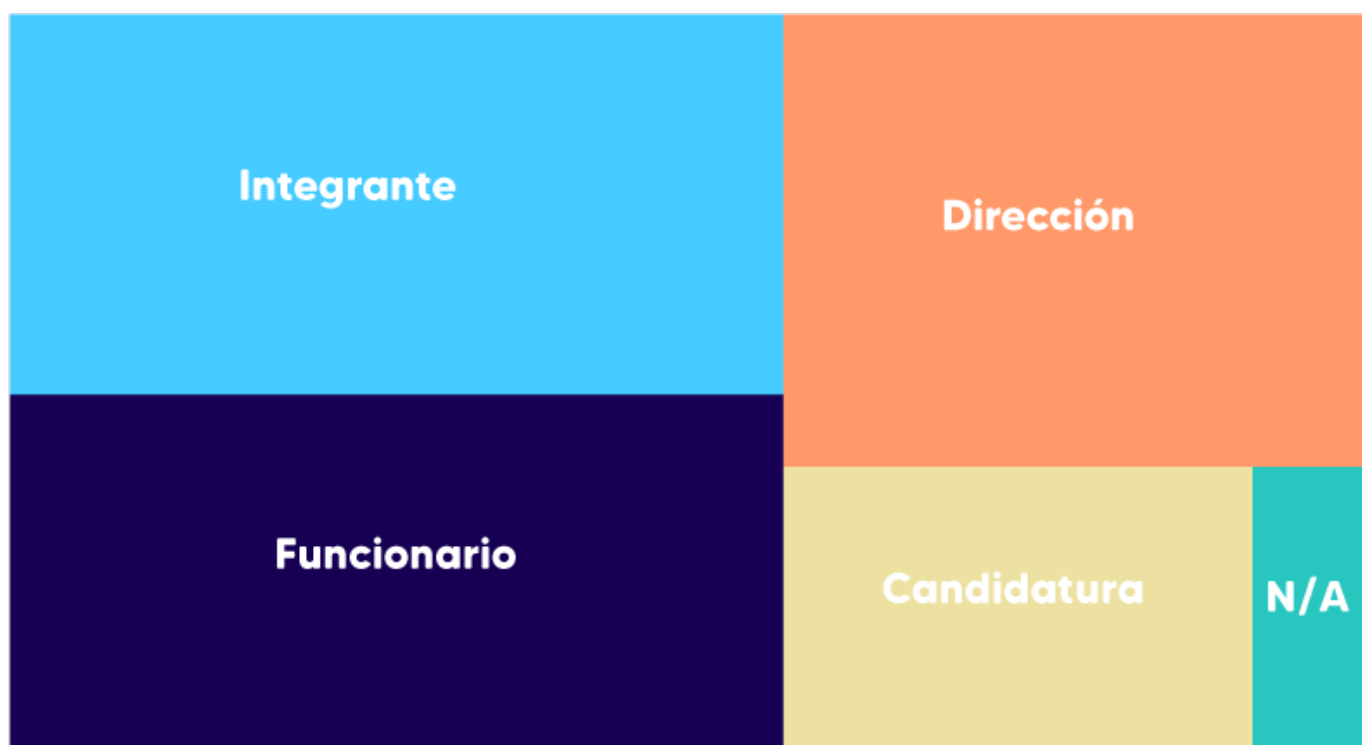 Integrante
Dirección
Funcionario
Candidatura
N/A